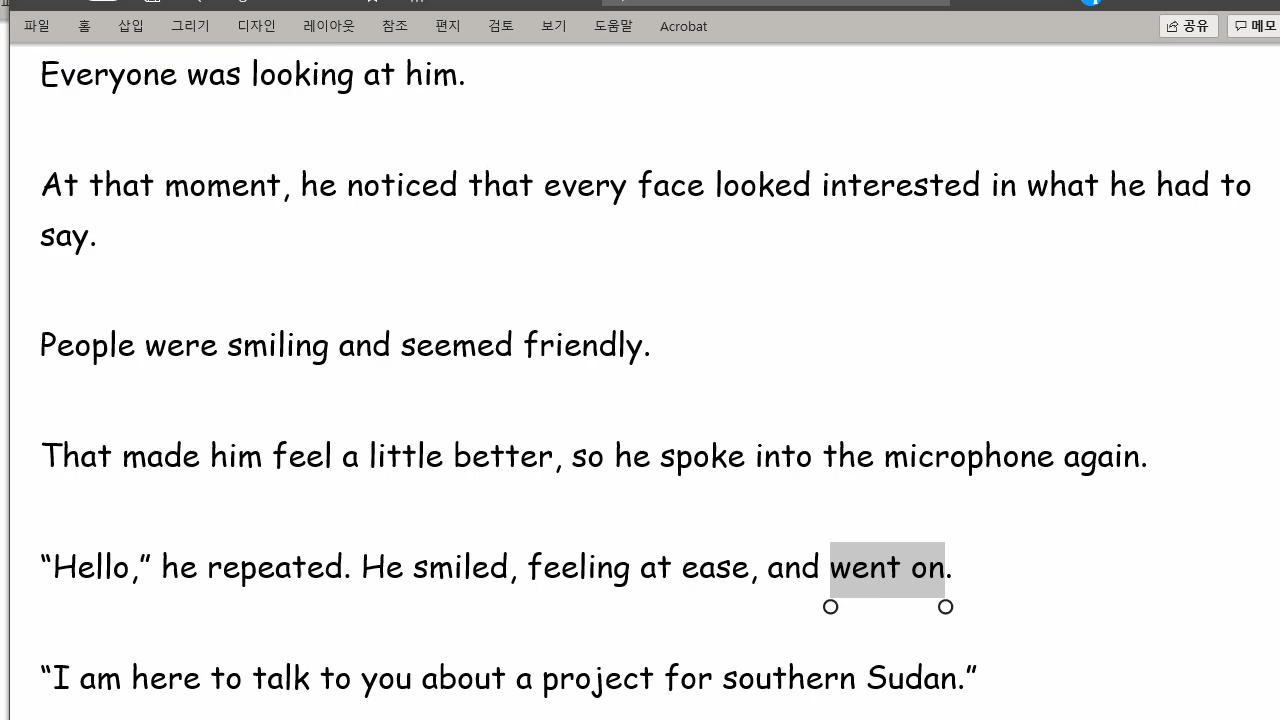 파일 홈 삽입 그리기 디자인 레이아웃 참조 편지 검토 보기 도움말 Acrobat 공유 메모
Everyone was looking at him.
At that moment, he noticed that every face looked interested in what he had to
say.
People were smiling and seemed friendly.
That made him feel a little better, so he spoke into the microphone again.
“Hello,” he repeated. He smiled, feeling at ease, and went on.
“I am here to talk to you about a project for southern Sudan.”